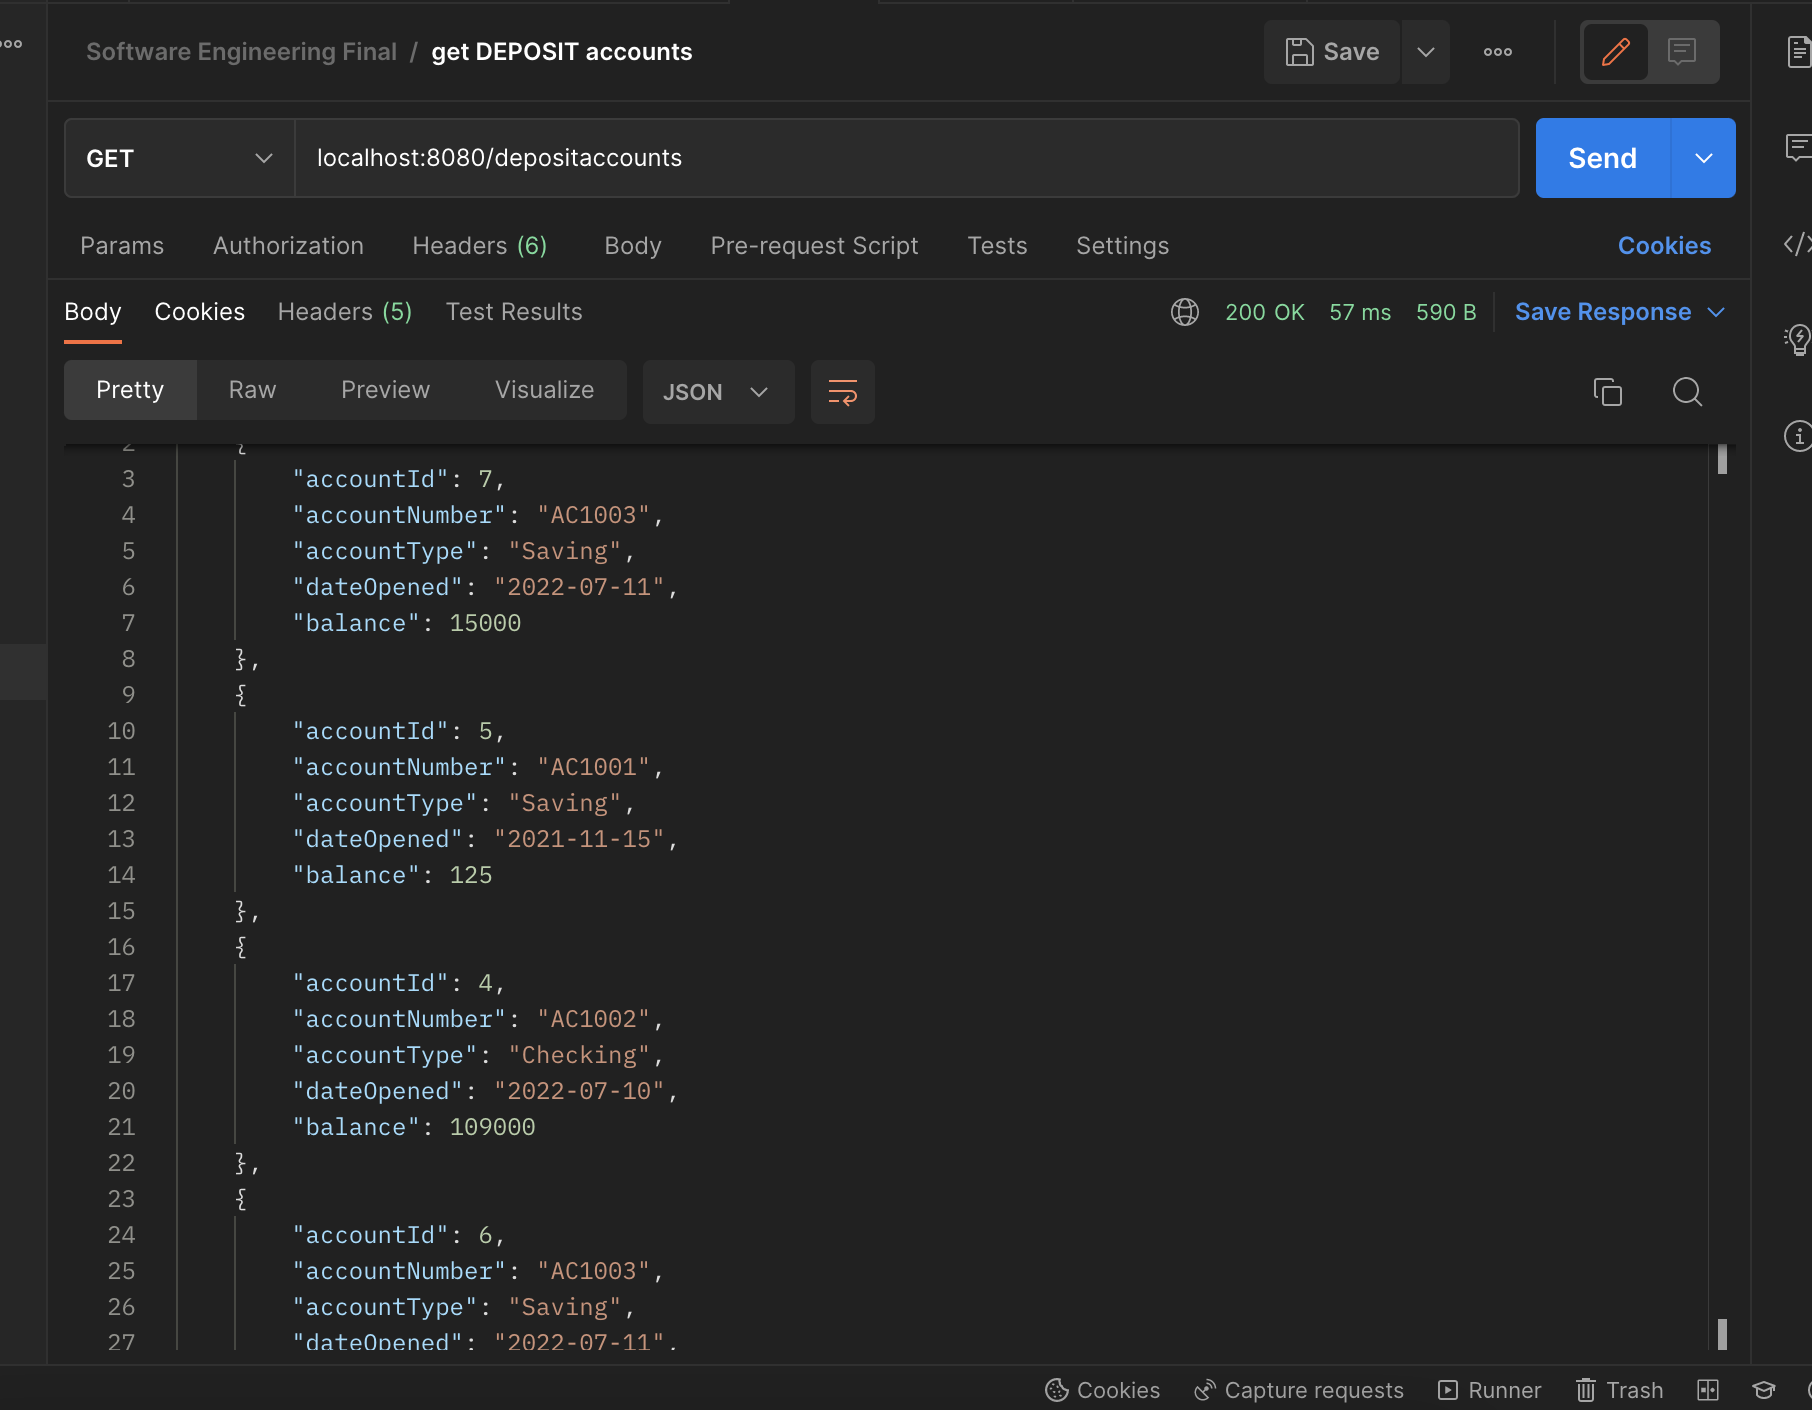 Software Engineering Final / get DEPOSIT accounts
Save
GET
localhost:8080/depositaccounts
Send
Params Authorization Headers (6) Body Pre-request Script Tests Settings Cookies
Body Cookies Headers (5) Test Results 200 OK 57 ms 590 B Save Response
Pretty Raw Preview Visualize JSON
2 {
3 "accountId": 7,
4 "accountNumber": "AC1003",
5 "accountType": "Saving",
6 "dateOpened": "2022-07-11",
7 "balance": 15000
8 },
9 {
10 "accountId": 5,
11 "accountNumber": "AC1001",
12 "accountType": "Saving",
13 "dateOpened": "2021-11-15",
14 "balance": 125
15 },
16 {
17 "accountId": 4,
18 "accountNumber": "AC1002",
19 "accountType": "Checking",
20 "dateOpened": "2022-07-10",
21 "balance": 109000
22 },
23 {
24 "accountId": 6,
25 "accountNumber": "AC1003",
26 "accountType": "Saving",
27 "dateOpened": "2022-07-11",
Cookies Capture requests Runner Trash